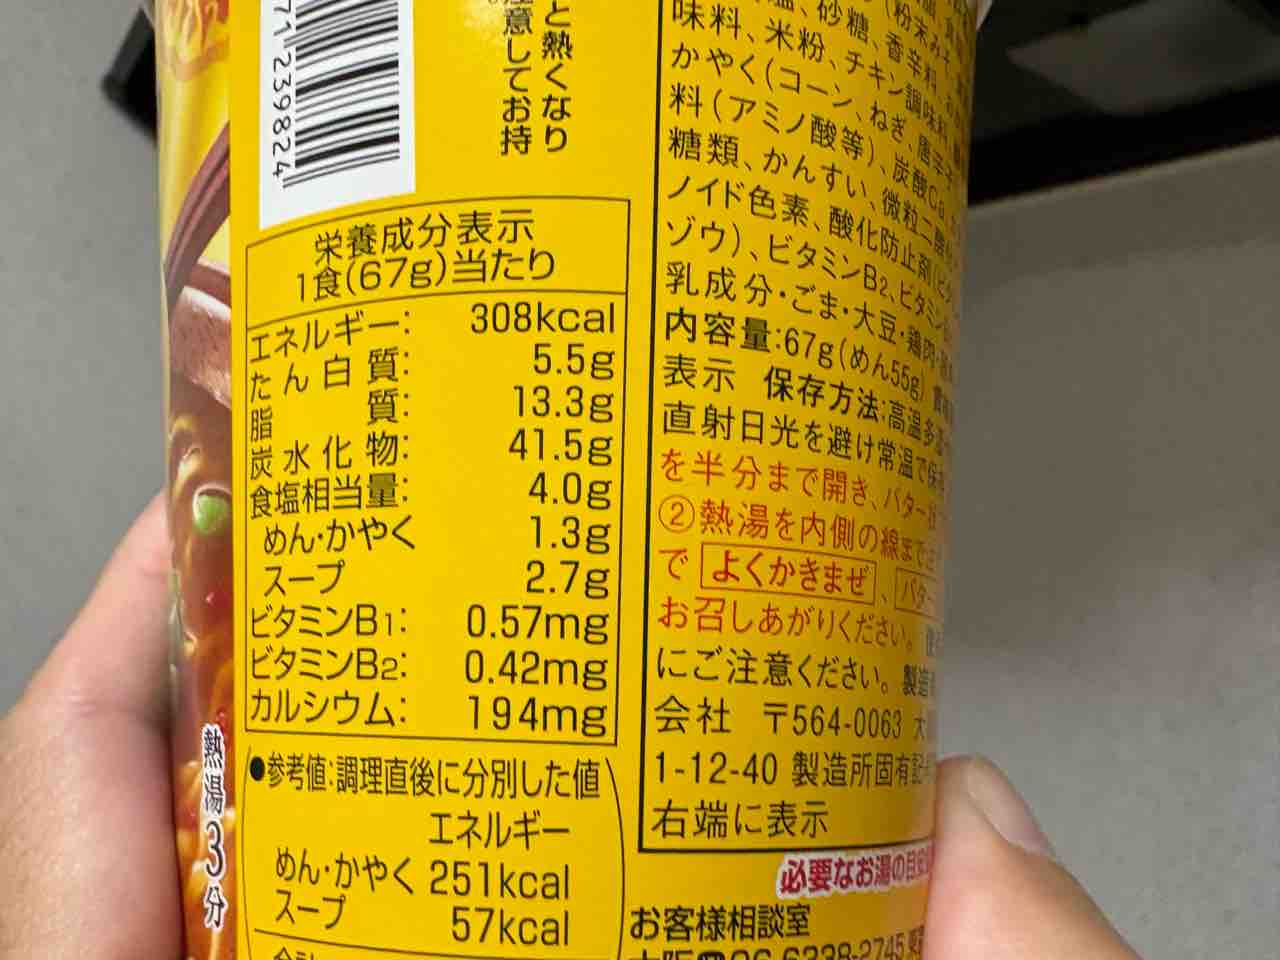 71239824
と熱くなり
注意してお持
熱湯3分
栄養成分表示
1食(67g)当たり
エネルギー: 308kcal
たん白質: 5.5g
脂質: 13.3g
炭水化物: 41.5g
食塩相当量: 4.0g
めん・かやく 1.3g
スープ 2.7g
ビタミンB1: 0.57mg
ビタミンB2: 0.42mg
カルシウム: 194mg
●参考値:調理直後に分別した値
エネルギー
めん・かやく 251kcal
スープ 57kcal
合計
、砂糖、香辛料、
味料、米粉、チキン調味料
かやく(コーン、ねぎ、唐辛子
料(アミノ酸等)、炭酸Ca、
糖類、かんすい、微粒二酸
ノイド色素、酸化防止剤(ビタ
ゾウ)、ビタミンB2、ビタミン
乳成分・ごま・大豆・鶏肉・
内容量:67g(めん55g)
表示 保存方法:高温多湿
直射日光を避け常温で保存
を半分まで開き、バター
②熱湯を内側の線まで注
で よくかきまぜ、バター
お召しあがりください。
にご注意ください。製造
会社 〒564-0063 大
1-12-40 製造所固有記
右端に表示
必要なお湯の目安
お客様相談室
大阪 06-6338-2745